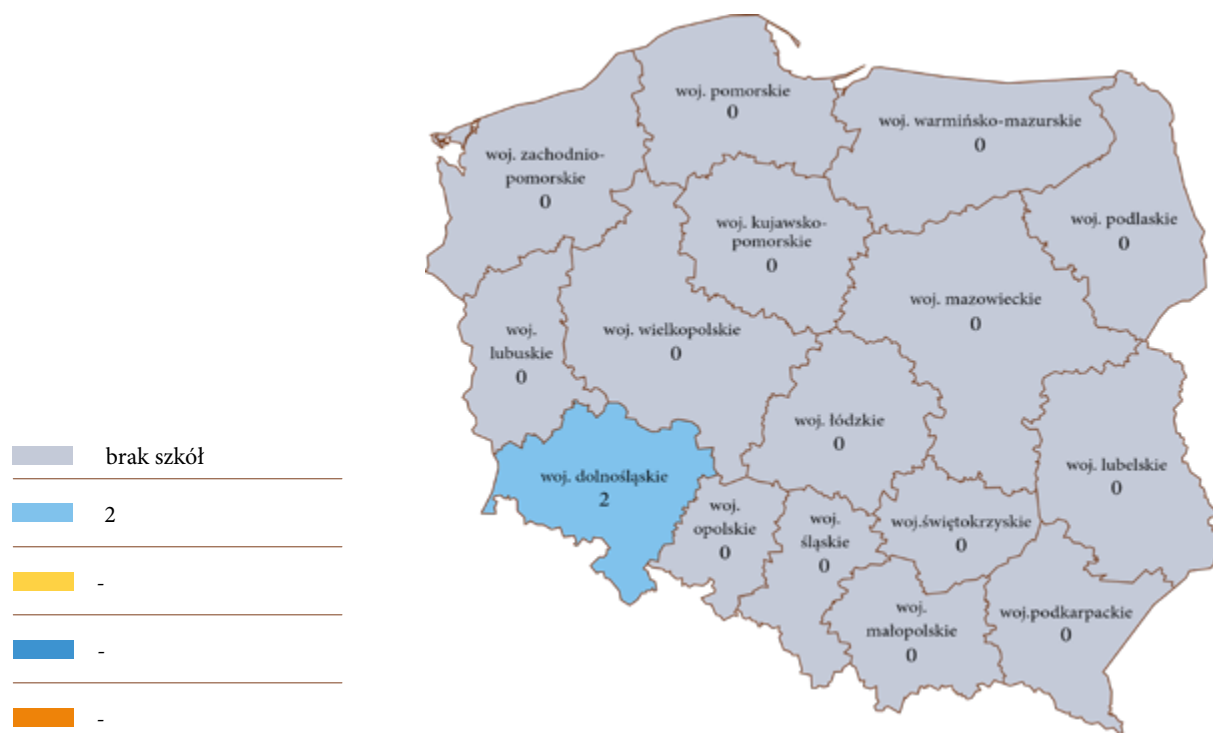 woj. pomorskie
0
woj. warmińsko-mazurskie
0
woj. zachodnio-
pomorskie
0
woj. kujawsko-
pomorskie
0
woj. podlaskie
0
woj. mazowieckie
0
woj.
lubuskie
0
woj. wielkopolskie
0
woj. łódzkie
0
woj. lubelskie
0
woj. dolnośląskie
2
woj.
opolskie
0
woj.
śląskie
0
woj.świętokrzyskie
0
woj.
małopolskie
0
woj.podkarpackie
0
brak szkół
2
-
-
-